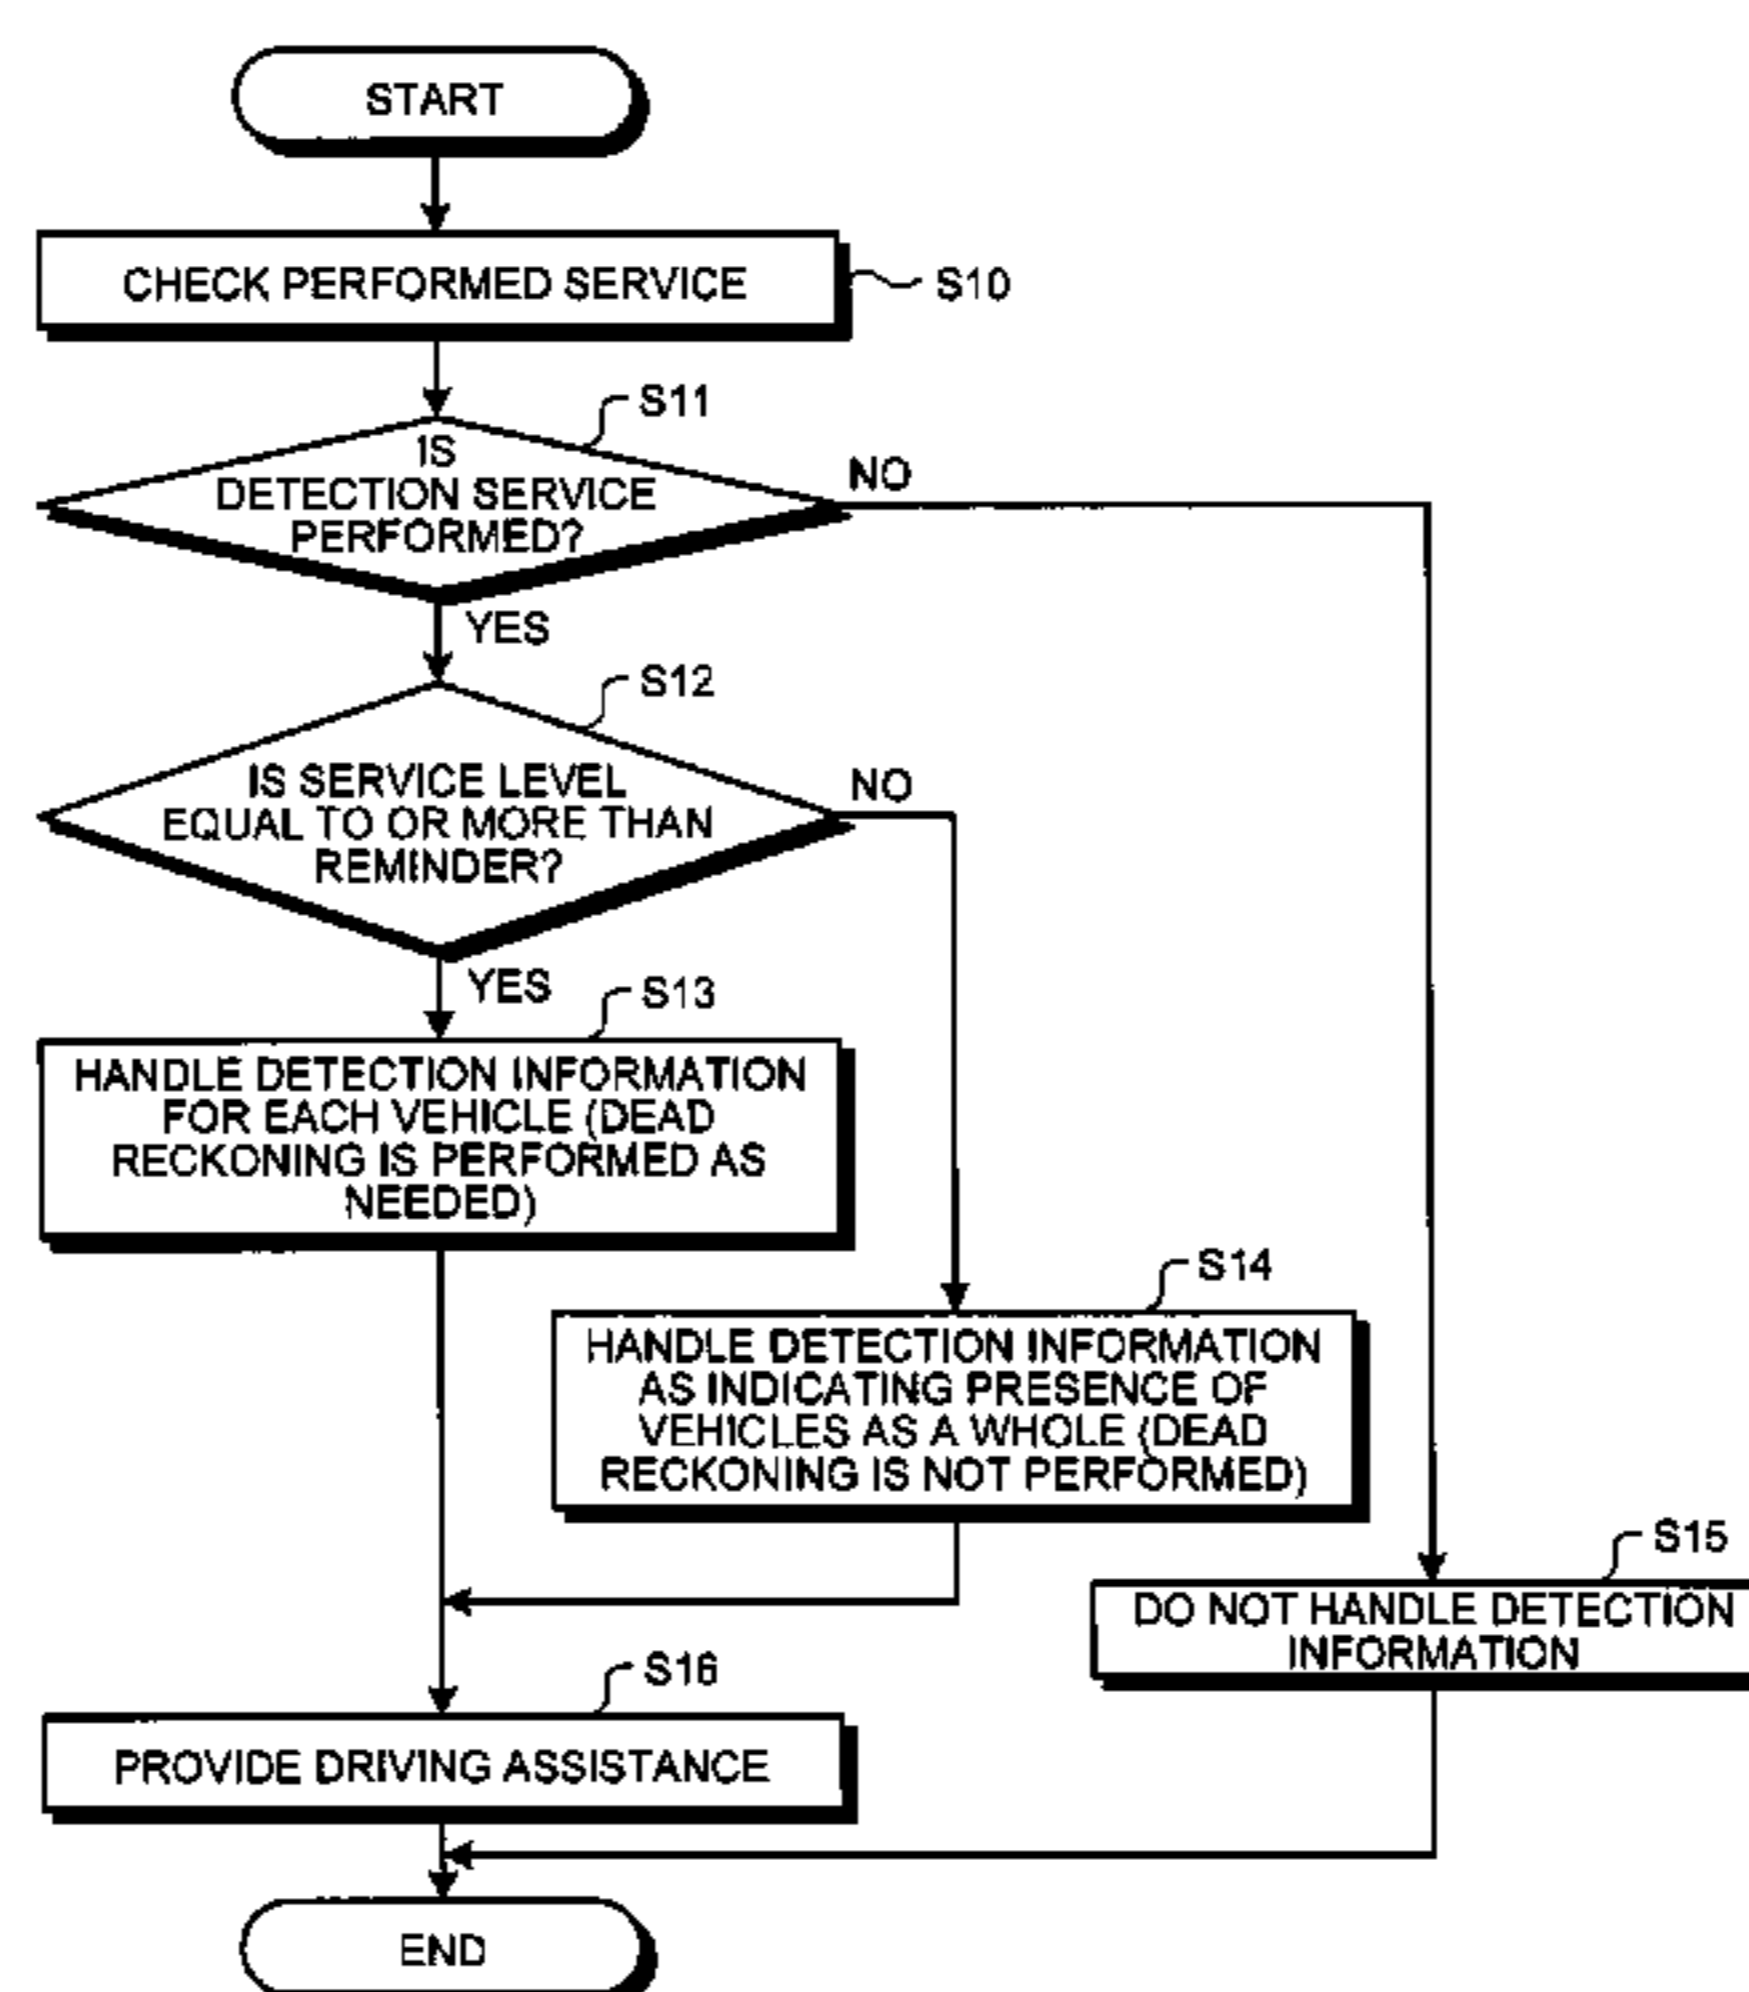 START
CHECK PERFORMED SERVICE
S10
S11
IS
DETECTION SERVICE
PERFORMED?
NO
YES
S12
IS SERVICE LEVEL
EQUAL TO OR MORE THAN
REMINDER?
NO
YES
S13
HANDLE DETECTION INFORMATION
FOR EACH VEHICLE (DEAD
RECKONING IS PERFORMED AS
NEEDED)
S14
HANDLE DETECTION INFORMATION
AS INDICATING PRESENCE OF
VEHICLES AS A WHOLE (DEAD
RECKONING IS NOT PERFORMED)
S15
DO NOT HANDLE DETECTION
INFORMATION
S16
PROVIDE DRIVING ASSISTANCE
END